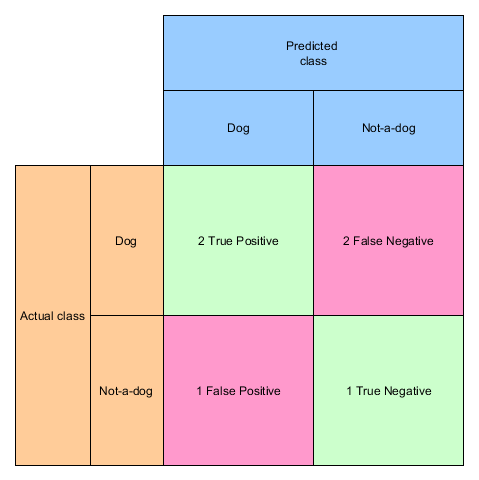 Predicted
class
Dog
Not-a-dog
Actual class
Dog
2 True Positive
2 False Negative
Not-a-dog
1 False Positive
1 True Negative